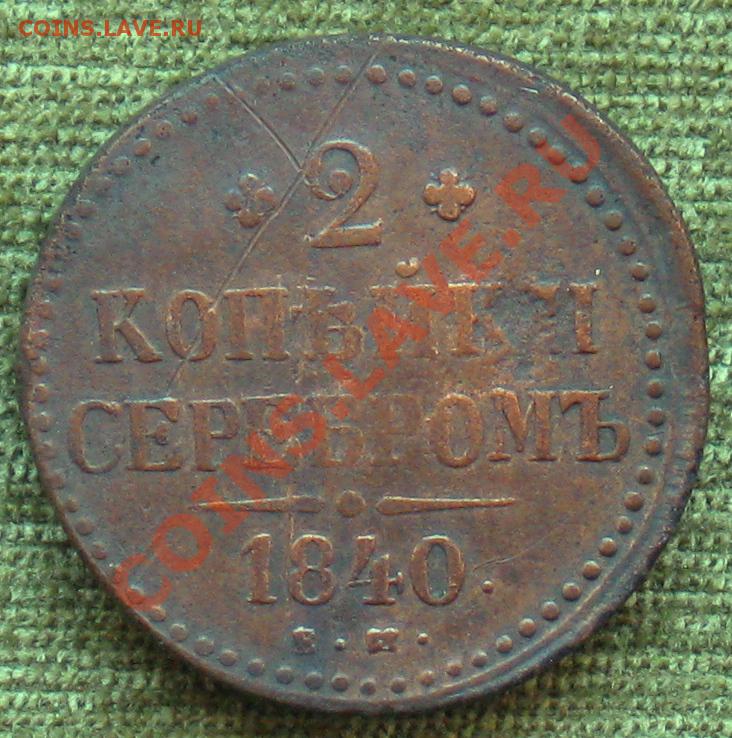 COINS.LAVE.RU
2
КОПѢЙКИ
СЕРЕБРОМЪ
1840.
COINS.LAVE.RU